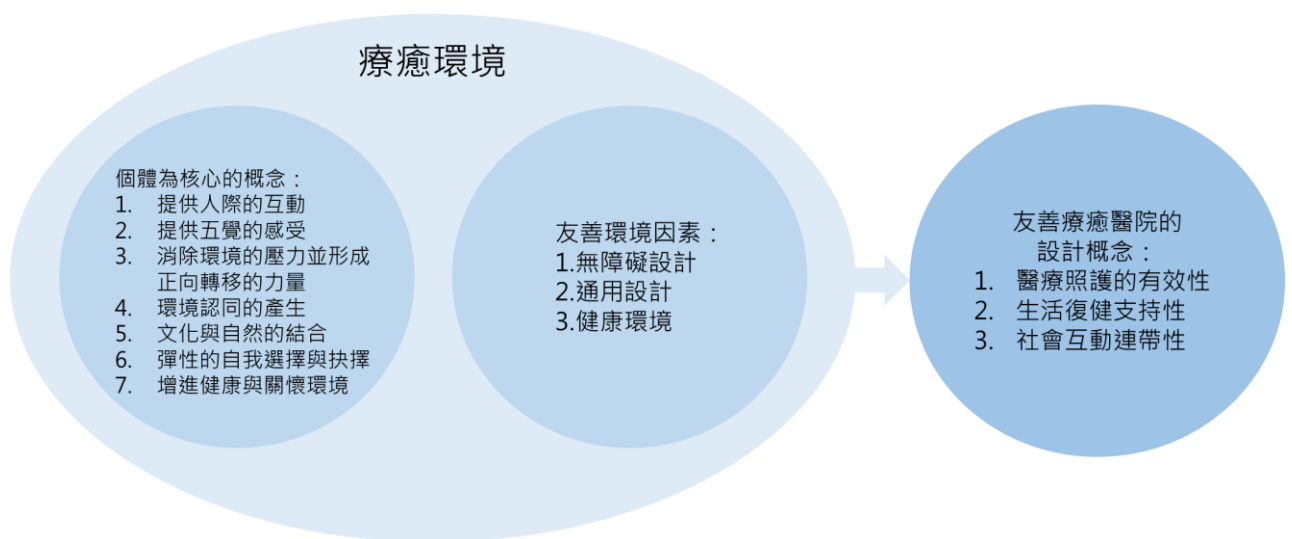 療癒環境
個體為核心的概念：
1. 提供人際的互動
2. 提供五覺的感受
3. 消除環境的壓力並形成
正向轉移的力量
4. 環境認同的產生
5. 文化與自然的結合
6. 彈性的自我選擇與抉擇
7. 增進健康與關懷環境
友善環境因素：
1.無障礙設計
2.通用設計
3.健康環境
友善療癒醫院的
設計概念：
1. 醫療照護的有效性
2. 生活復健支持性
3. 社會互動連帶性